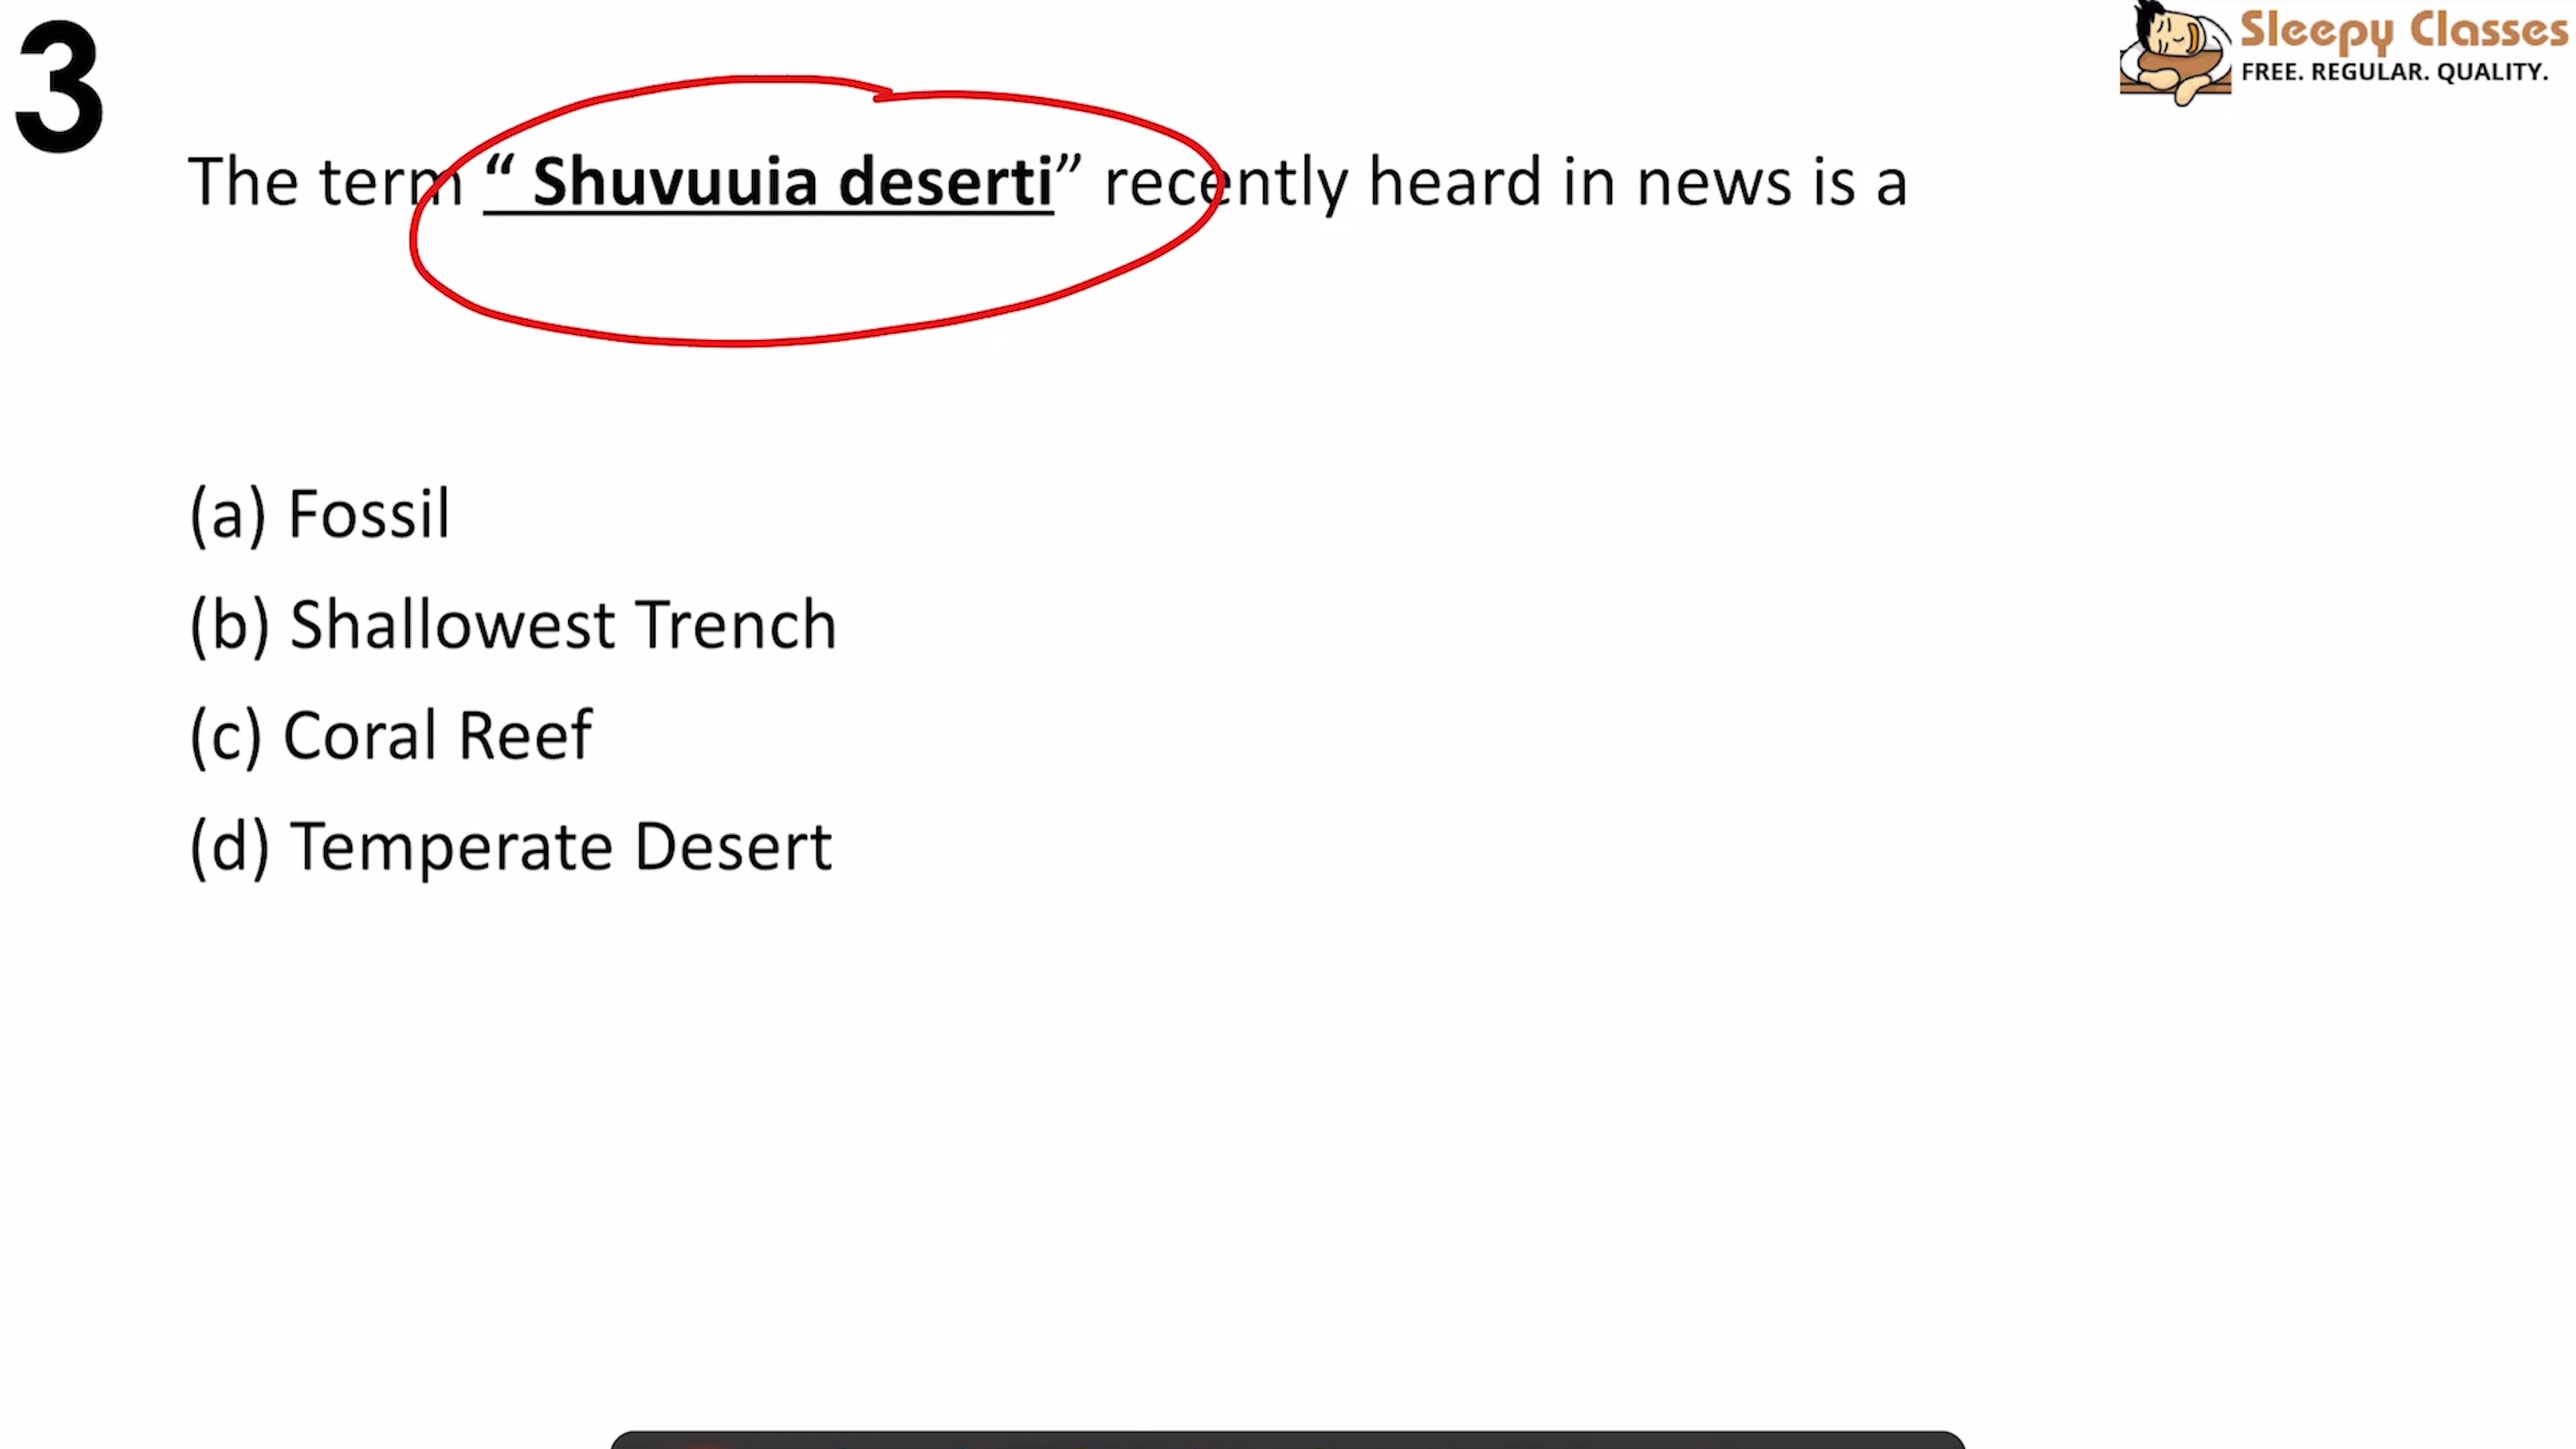 3
Sleepy Classes
FREE. REGULAR. QUALITY.
The term “ Shuvuuia deserti” recently heard in news is a
(a) Fossil
(b) Shallowest Trench
(c) Coral Reef
(d) Temperate Desert